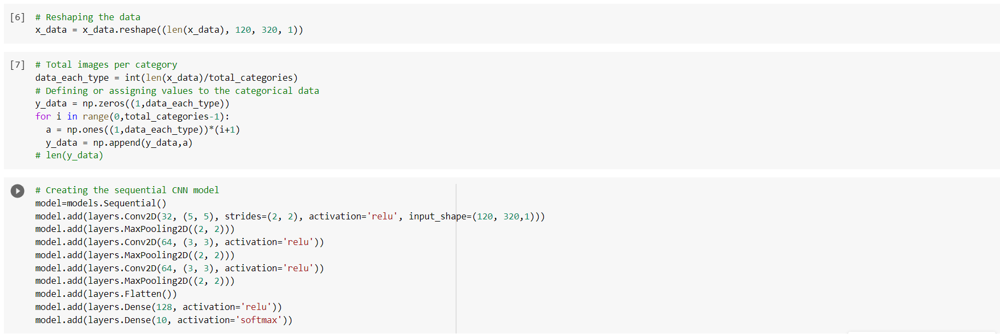 [6] # Reshaping the data
x_data = x_data.reshape((len(x_data), 120, 320, 1))
[7] # Total images per category
data_each_type = int(len(x_data)/total_categories)
# Defining or assigning values to the categorical data
y_data = np.zeros((1,data_each_type))
for i in range(0,total_categories-1):
  a = np.ones((1,data_each_type))*(i+1)
  y_data = np.append(y_data,a)
# len(y_data)
# Creating the sequential CNN model
model=models.Sequential()
model.add(layers.Conv2D(32, (5, 5), strides=(2, 2), activation='relu', input_shape=(120, 320,1)))
model.add(layers.MaxPooling2D((2, 2)))
model.add(layers.Conv2D(64, (3, 3), activation='relu'))
model.add(layers.MaxPooling2D((2, 2)))
model.add(layers.Conv2D(64, (3, 3), activation='relu'))
model.add(layers.MaxPooling2D((2, 2)))
model.add(layers.Flatten())
model.add(layers.Dense(128, activation='relu'))
model.add(layers.Dense(10, activation='softmax'))